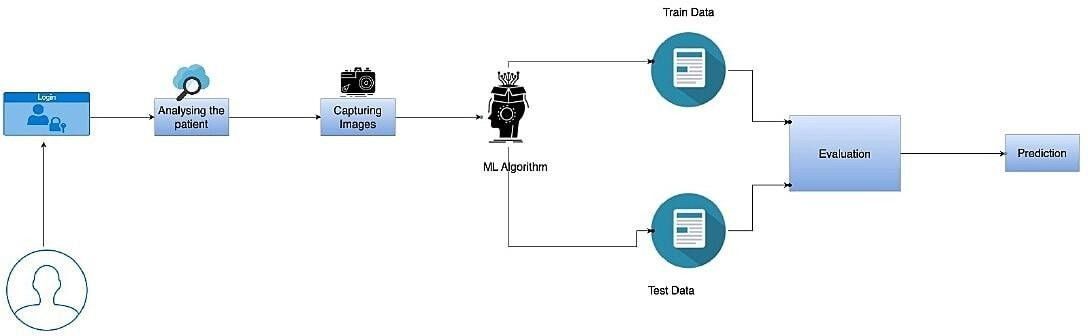 Login
Analysing the
patient
Capturing
Images
ML Algorithm
Train Data
Test Data
Evaluation
Prediction